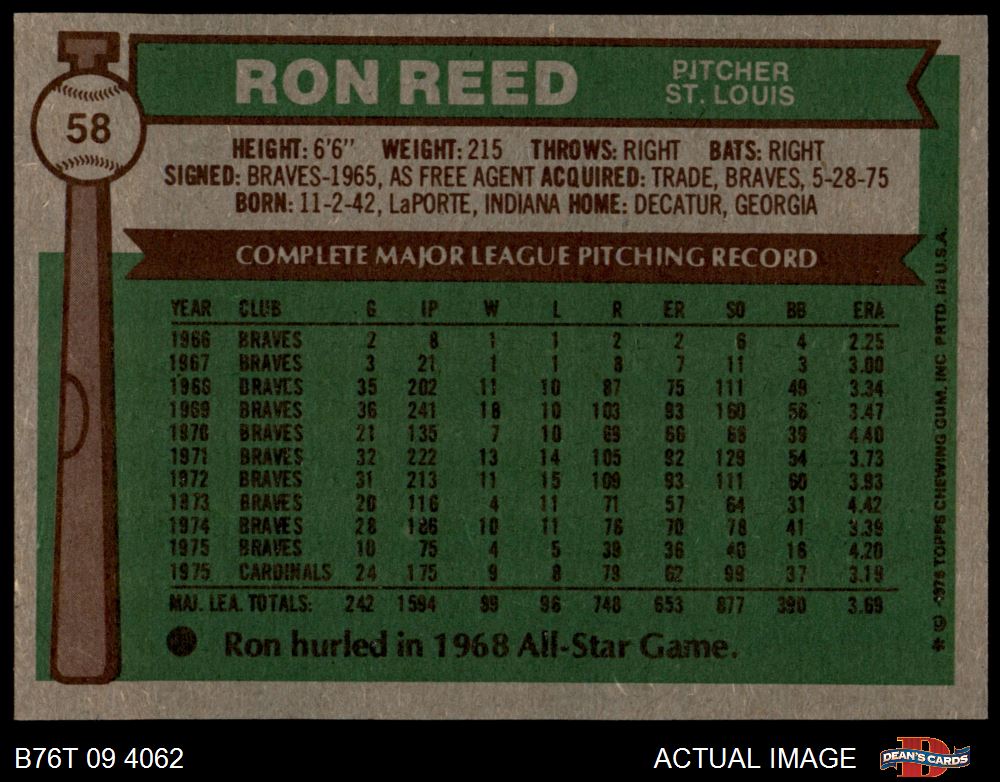 58
RON REED
PITCHER
ST. LOUIS
HEIGHT: 6'6" WEIGHT: 215 THROWS: RIGHT BATS: RIGHT
SIGNED: BRAVES-1965, AS FREE AGENT ACQUIRED: TRADE, BRAVES, 5-28-75
BORN: 11-2-42, LaPORTE, INDIANA HOME: DECATUR, GEORGIA
COMPLETE MAJOR LEAGUE PITCHING RECORD
YEAR CLUB G IP W L R ER SO BB ERA
1966 BRAVES 2 8 1 1 2 2 6 4 2.25
1967 BRAVES 3 21 1 1 8 7 11 3 3.00
1968 BRAVES 35 202 11 10 87 75 111 49 3.34
1969 BRAVES 36 241 18 10 103 93 160 56 3.47
1970 BRAVES 21 135 7 10 69 66 68 39 4.40
1971 BRAVES 32 222 13 14 105 92 129 54 3.73
1972 BRAVES 31 213 11 15 109 93 111 60 3.93
1973 BRAVES 20 116 4 11 71 57 64 31 4.42
1974 BRAVES 28 186 10 11 76 70 78 41 3.39
1975 BRAVES 10 75 4 5 39 36 40 16 4.20
1975 CARDINALS 24 175 9 8 79 62 99 37 3.19
MAJ. LEA. TOTALS: 242 1594 99 96 748 653 877 390 3.69
Ron hurled in 1968 All-Star Game.
* © 1976 TOPPS CHEWING GUM, INC. PRTD. IN U.S.A.
B76T 09 4062
ACTUAL IMAGE
DEAN'S CARDS